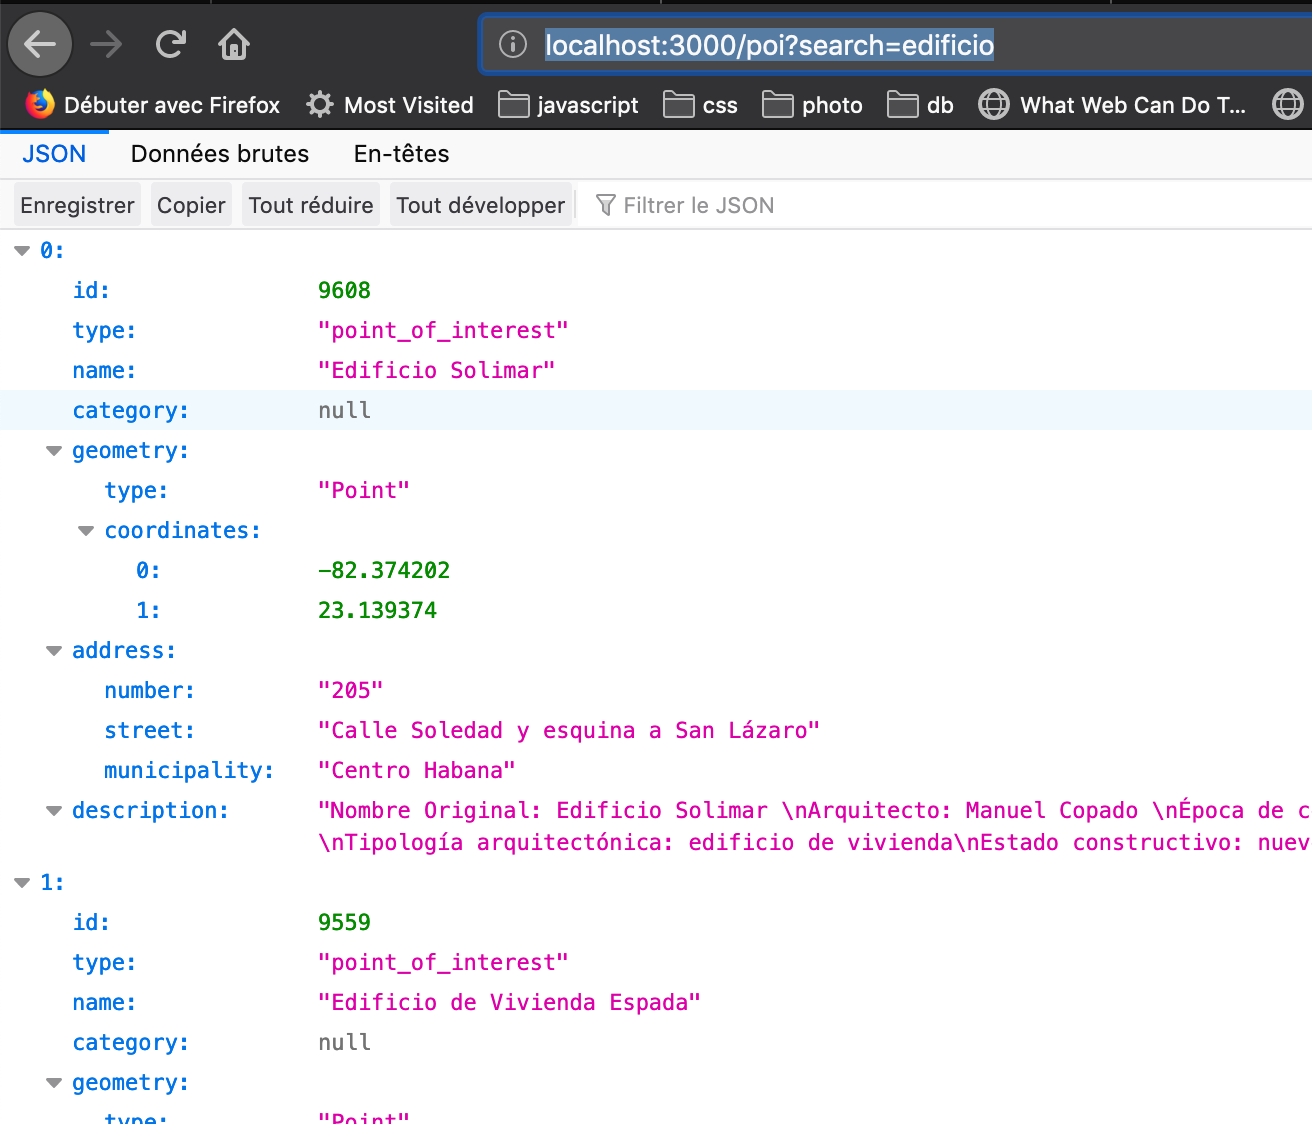 localhost:3000/poi?search=edificio
Débuter avec Firefox Most Visited javascript css photo db What Web Can Do T...
JSON Données brutes En-têtes
Enregistrer Copier Tout réduire Tout développer Filtrer le JSON
0:
id: 9608
type: "point_of_interest"
name: "Edificio Solimar"
category: null
geometry:
type: "Point"
coordinates:
0: -82.374202
1: 23.139374
address:
number: "205"
street: "Calle Soledad y esquina a San Lázaro"
municipality: "Centro Habana"
description: "Nombre Original: Edificio Solimar \nArquitecto: Manuel Copado \nÉpoca de c
\nTipología arquitectónica: edificio de vivienda\nEstado constructivo: nuev
1:
id: 9559
type: "point_of_interest"
name: "Edificio de Vivienda Espada"
category: null
geometry:
type: "Point"